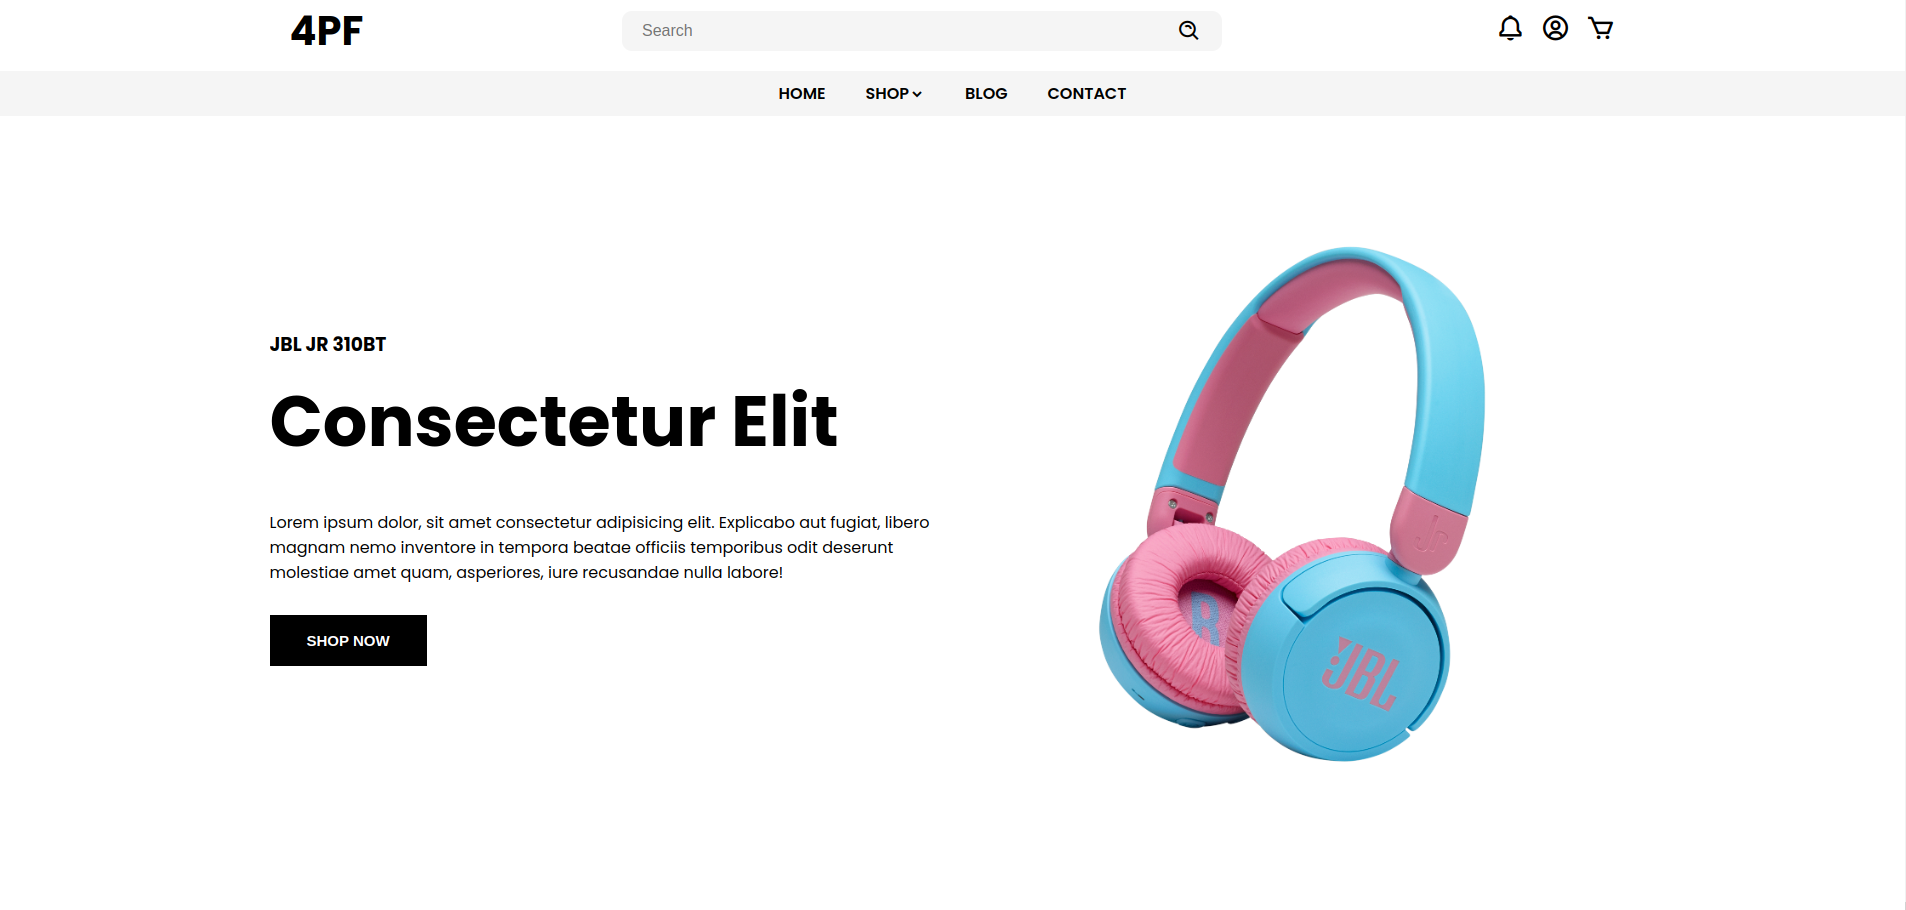 4PF
Search
HOME SHOP BLOG CONTACT
JBL JR 310BT
Consectetur Elit
Lorem ipsum dolor, sit amet consectetur adipisicing elit. Explicabo aut fugiat, libero
magnam nemo inventore in tempora beatae officiis temporibus odit deserunt
molestiae amet quam, asperiores, iure recusandae nulla labore!
SHOP NOW
Jr
R
JBL